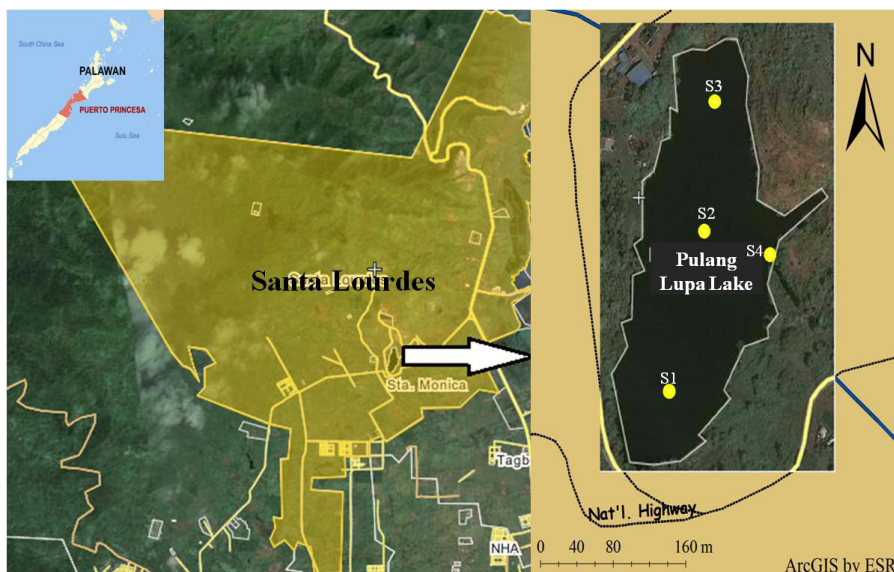 South China Sea
PALAWAN
PUERTO PRINCESA
Sulu Sea
Santa Lourdes
Sta. Monica
Tagb
NHA
N
S3
S2
S4
Pulang
Lupa Lake
S1
Nat'l. Highway
0 40 80 160 m
ArcGIS by ESR